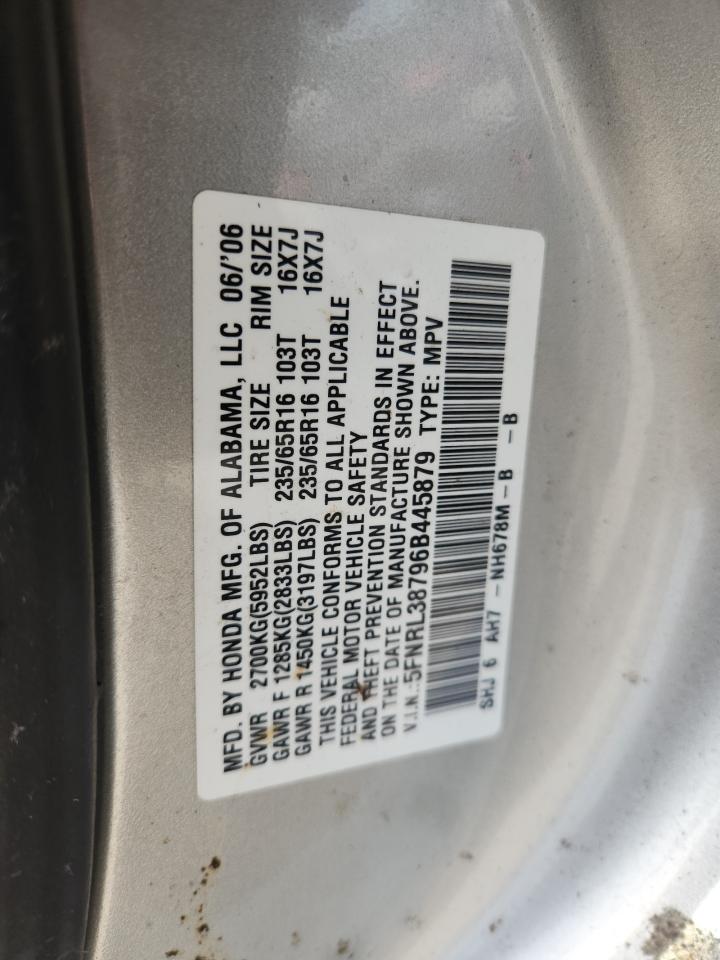 MFD. BY HONDA MFG. OF ALABAMA, LLC 06/'06
GVWR 2700KG(5952LBS) TIRE SIZE RIM SIZE
GAWR F 1285KG(2833LBS) 235/65R16 103T 16X7J
GAWR R 1450KG(3197LBS) 235/65R16 103T 16X7J
THIS VEHICLE CONFORMS TO ALL APPLICABLE
FEDERAL MOTOR VEHICLE SAFETY
AND THEFT PREVENTION STANDARDS IN EFFECT
ON THE DATE OF MANUFACTURE SHOWN ABOVE.
V.I.N.:5FNRL38796B445879 TYPE: MPV
SHJ 6 AH7 - NH678M - B - B